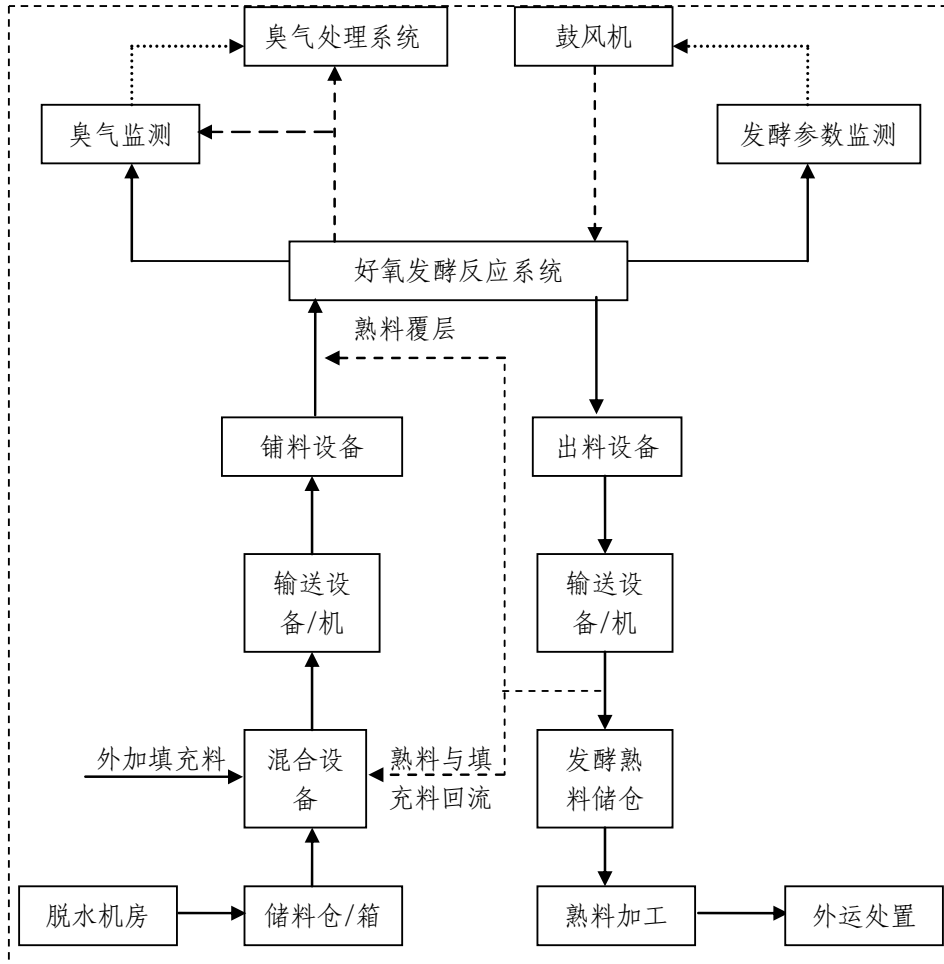 臭气处理系统
鼓风机
臭气监测
发酵参数监测
好氧发酵反应系统
熟料覆层
铺料设备
出料设备
输送设
备/机
输送设
备/机
外加填充料
混合设
备
熟料与填
充料回流
发酵熟
料储仓
脱水机房
储料仓/箱
熟料加工
外运处置